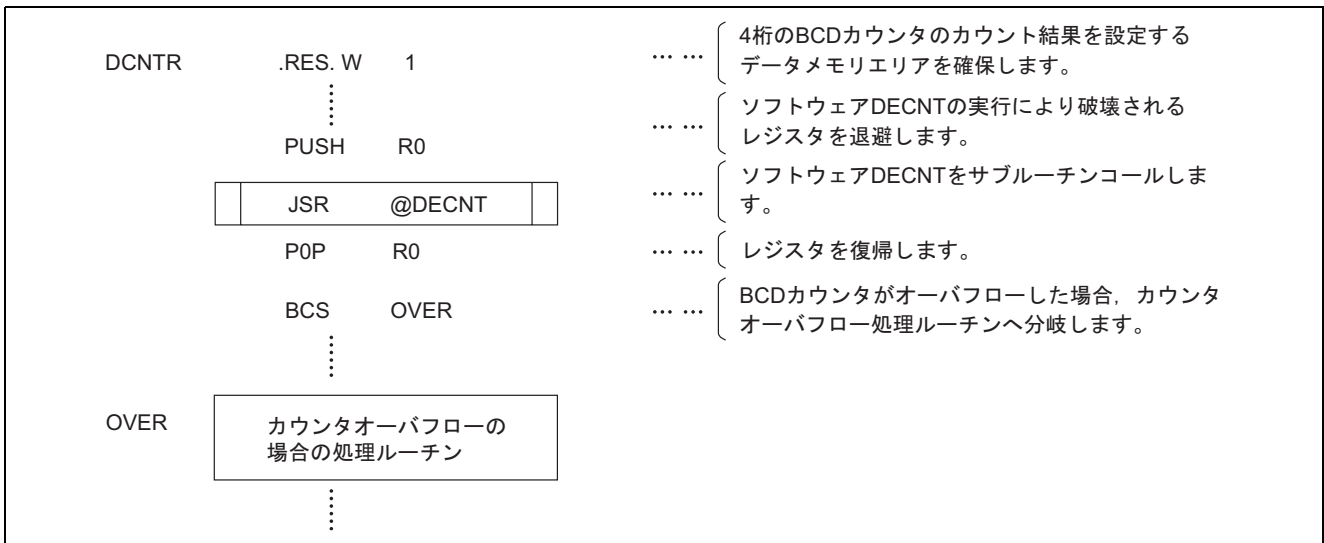 DCNTR .RES. W 1 … … 4桁のBCDカウンタのカウント結果を設定する
データメモリエリアを確保します。
PUSH R0 … … ソフトウェアDECNTの実行により破壊される
レジスタを退避します。
JSR @DECNT … … ソフトウェアDECNTをサブルーチンコールしま
す。
P0P R0 … … レジスタを復帰します。
BCS OVER … … BCDカウンタがオーバフローした場合，カウンタ
オーバフロー処理ルーチンへ分岐します。
OVER カウンタオーバフローの
場合の処理ルーチン